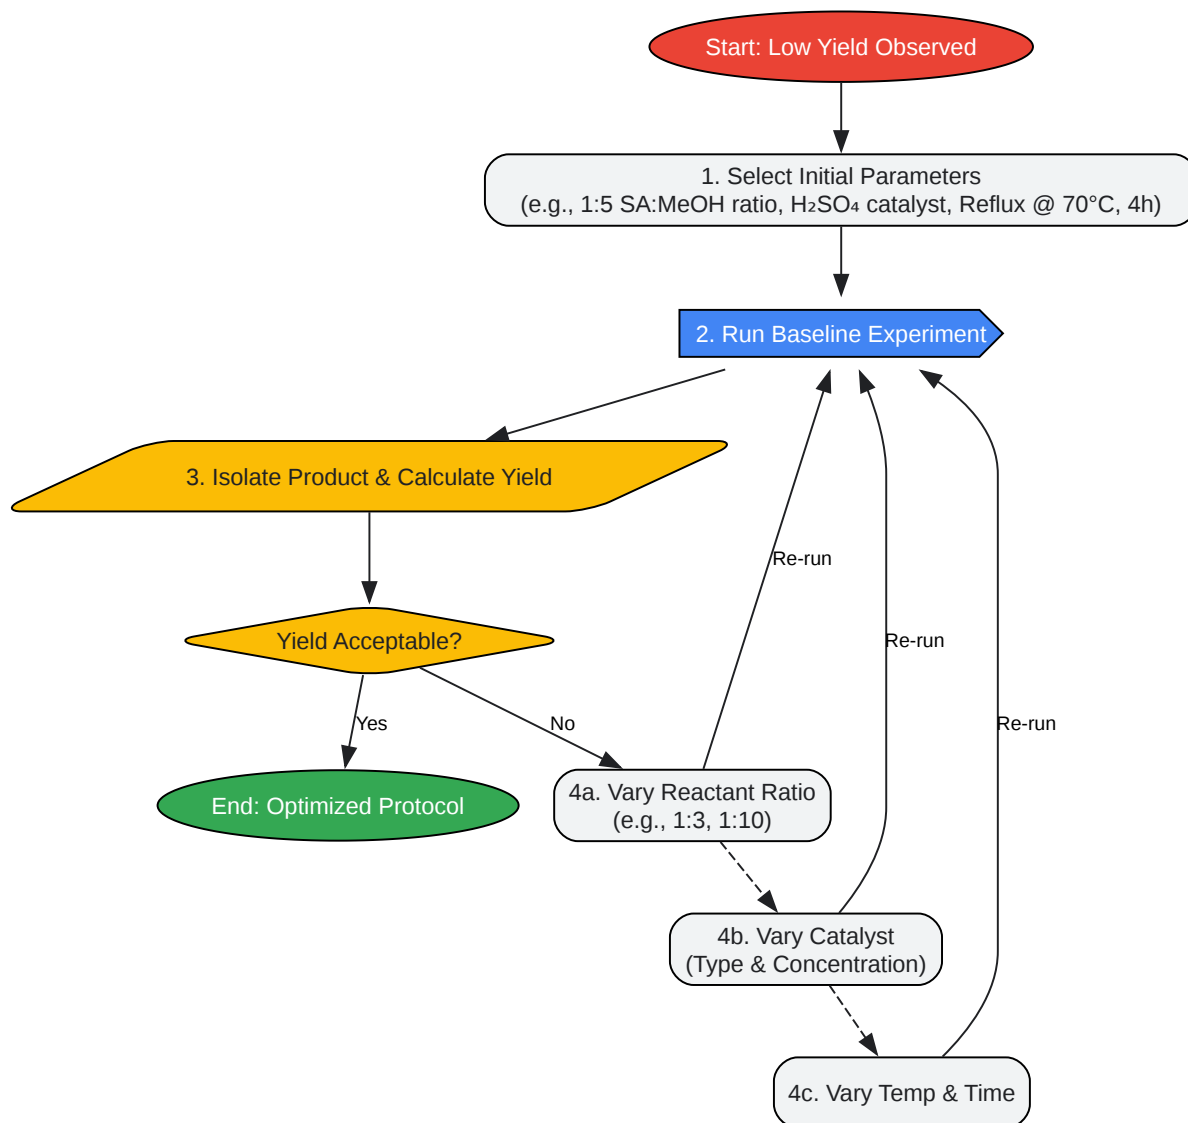 Start: Low Yield Observed
1. Select Initial Parameters
(e.g., 1:5 SA:MeOH ratio, H₂SO₄ catalyst, Reflux @ 70°C, 4h)
2. Run Baseline Experiment
3. Isolate Product & Calculate Yield
Re-run
Yield Acceptable?
Re-run
Yes
No
Re-run
End: Optimized Protocol
4a. Vary Reactant Ratio
(e.g., 1:3, 1:10)
4b. Vary Catalyst
(Type & Concentration)
4c. Vary Temp & Time